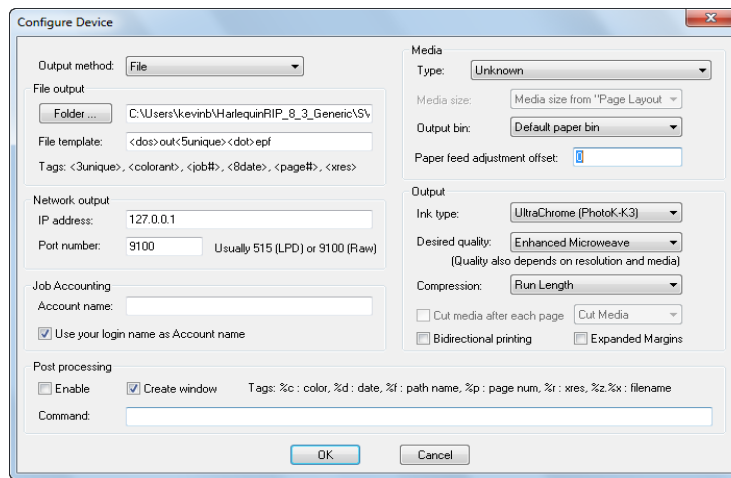 Configure Device
Output method: File
File output
Folder ... C:\Users\kevinb\HarlequinRIP_8_3_Generic\S\
File template: <dos>out<5unique><dot>epf
Tags: <3unique>, <colorant>, <job#>, <8date>, <page#>, <xres>
Network output
IP address: 127.0.0.1
Port number: 9100 Usually 515 (LPD) or 9100 (Raw)
Job Accounting
Account name:
Use your login name as Account name
Media
Type: Unknown
Media size: Media size from "Page Layout
Output bin: Default paper bin
Paper feed adjustment offset: 0
Output
Ink type: UltraChrome (PhotoK-K3)
Desired quality: Enhanced Microweave
(Quality also depends on resolution and media)
Compression: Run Length
Cut media after each page Cut Media
Bidirectional printing Expanded Margins
Post processing
Enable Create window Tags: %c : color, %d : date, %f : path name, %p : page num, %r : xres, %z.%x : filename
Command:
OK Cancel